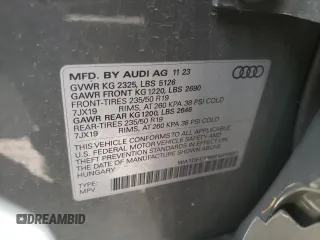 MFD. BY AUDI AG 11 23
GVWR KG 2325, LBS 5126
GAWR FRONT KG 1220, LBS 2690
FRONT-TIRES 235/50 R19
7JX19 RIMS, AT 260 KPA 38 PSI COLD
GAWR REAR KG1200, LBS 2646
REAR-TIRES 235/50 R19
7JX19 RIMS, AT 260 KPA 38 PSI COLD
THIS VEHICLE CONFORMS TO ALL APPLICABLE
U.S. FEDERAL MOTOR VEHICLE SAFETY AND
THEFT PREVENTION STANDARDS IN EFFECT ON THE
DATE OF MANUFACTURE SHOWN ABOVE.
HUNGARY
TYPE:
MPV
AUTOBIDMASTER